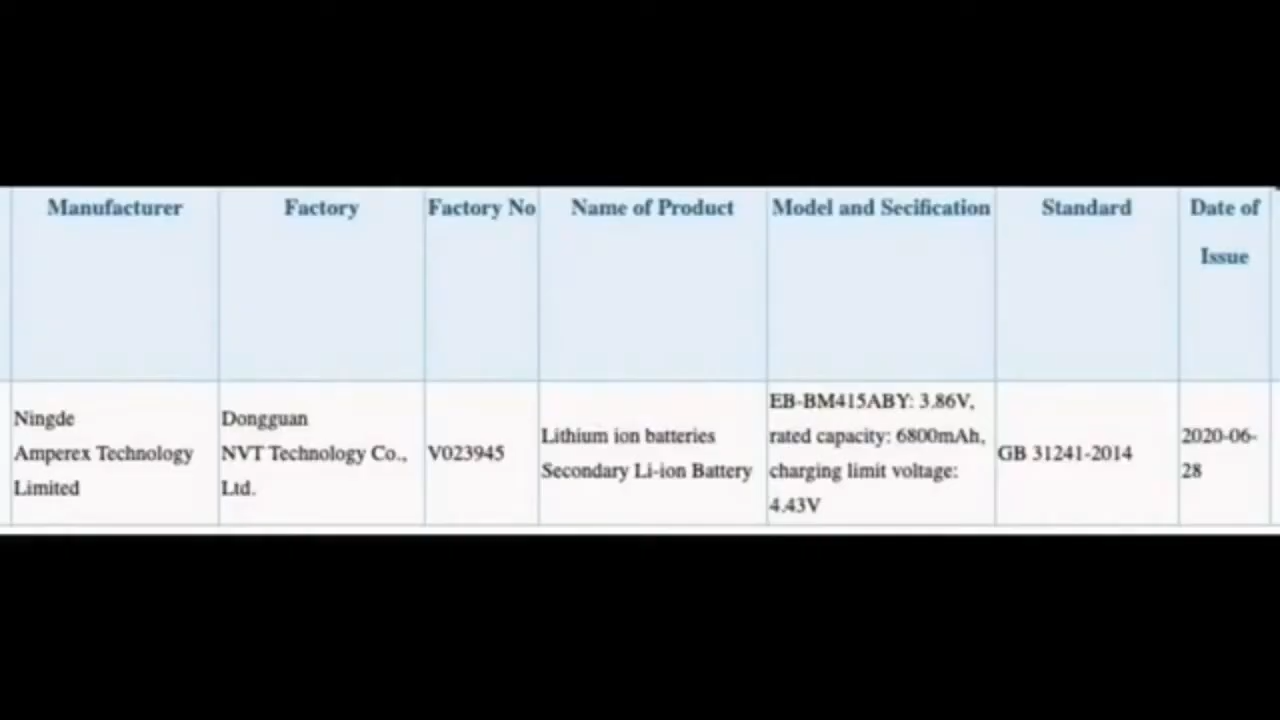 Manufacturer
Factory
Factory No
Name of Product
Model and Secification
Standard
Date of
Issue
Ningde
Amperex Technology
Limited
Dongguan
NVT Technology Co.,
Ltd.
V023945
Lithium ion batteries
Secondary Li-ion Battery
EB-BM415ABY: 3.86V,
rated capacity: 6800mAh,
charging limit voltage:
4.43V
GB 31241-2014
2020-06-
28